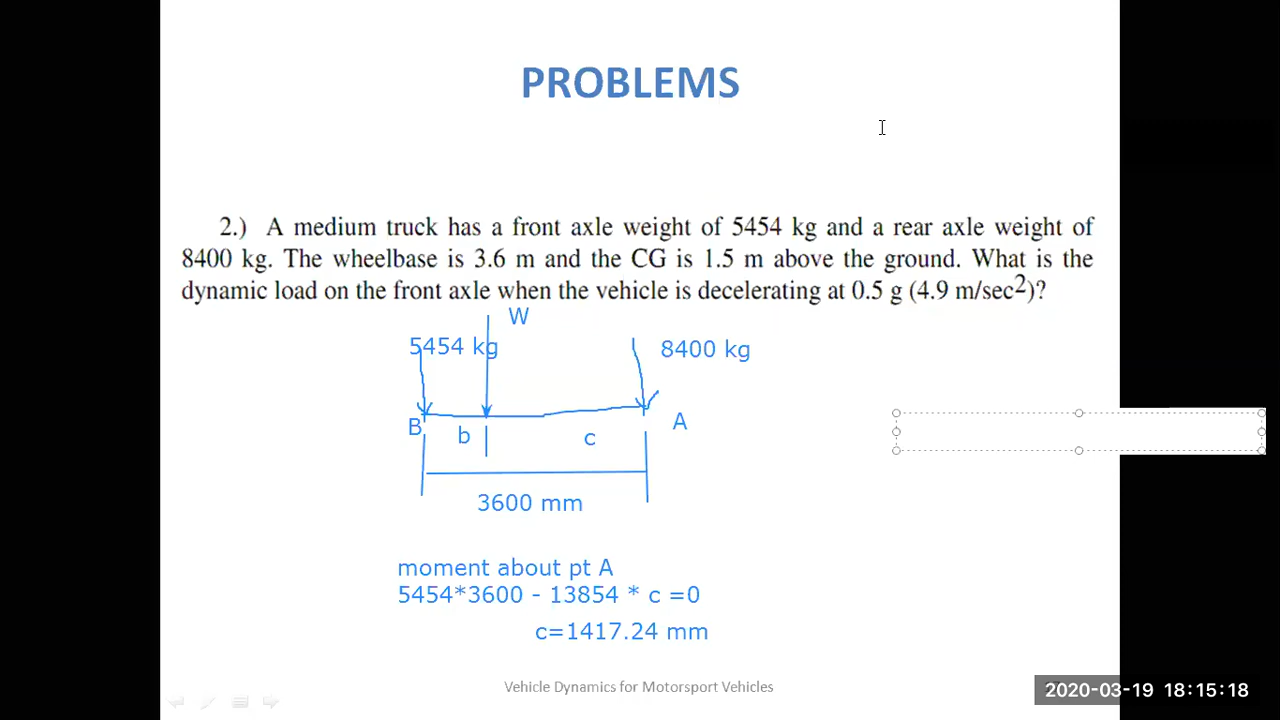 PROBLEMS
2.) A medium truck has a front axle weight of 5454 kg and a rear axle weight of
8400 kg. The wheelbase is 3.6 m and the CG is 1.5 m above the ground. What is the
dynamic load on the front axle when the vehicle is decelerating at 0.5 g (4.9 m/sec2)?
W
5454 kg
8400 kg
B
b
c
A
3600 mm
moment about pt A
5454*3600 - 13854 * c =0
c=1417.24 mm
Vehicle Dynamics for Motorsport Vehicles
2020-03-19 18:15:18